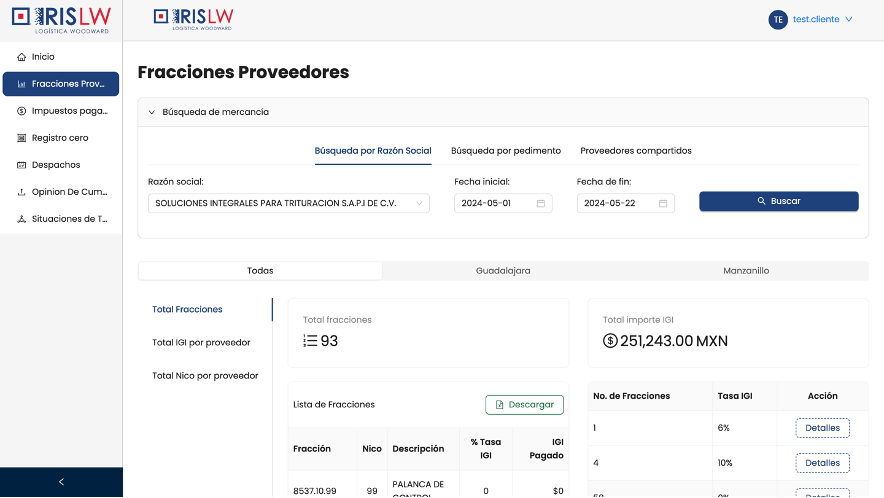 IRISLW
LOGÍSTICA WOODWARD
IRISLW
LOGÍSTICA WOODWARD
TE
test.cliente
Inicio
Fracciones Prov...
Impuestos paga...
Registro cero
Despachos
Opinion De Cum...
Situaciones de T...
Fracciones Proveedores
Búsqueda de mercancía
Búsqueda por Razón Social
Búsqueda por pedimento
Proveedores compartidos
Razón social:
Fecha inicial:
Fecha de fin:
SOLUCIONES INTEGRALES PARA TRITURACION S.A.P.I DE C.V.
2024-05-01
2024-05-22
Buscar
Todas
Guadalajara
Manzanillo
Total Fracciones
Total IGI por proveedor
Total Nico por proveedor
Total fracciones
93
Total importe IGI
251,243.00 MXN
Lista de Fracciones
Descargar
Fracción
Nico
Descripción
% Tasa
IGI
IGI
Pagado
8537.10.99
99
PALANCA DE
CONTROL
0
$0
No. de Fracciones
Tasa IGI
Acción
1
6%
Detalles
4
10%
Detalles